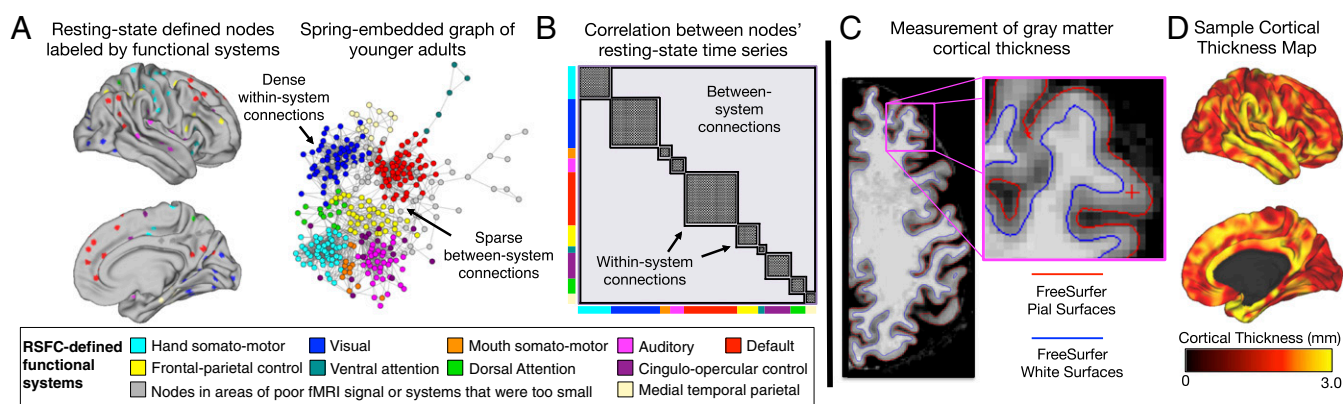 A
Resting-state defined nodes
labeled by functional systems
Spring-embedded graph of
younger adults
Dense
within-system
connections
Sparse
between-system
connections
B
Correlation between nodes'
resting-state time series
Between-
system
connections
Within-system
connections
C
Measurement of gray matter
cortical thickness
FreeSurfer
Pial Surfaces
FreeSurfer
White Surfaces
D
Sample Cortical
Thickness Map
Cortical Thickness (mm)
0
3.0
RSFC-defined
functional
systems
Hand somato-motor
Visual
Mouth somato-motor
Auditory
Default
Frontal-parietal control
Ventral attention
Dorsal Attention
Cingulo-opercular control
Nodes in areas of poor fMRI signal or systems that were too small
Medial temporal parietal